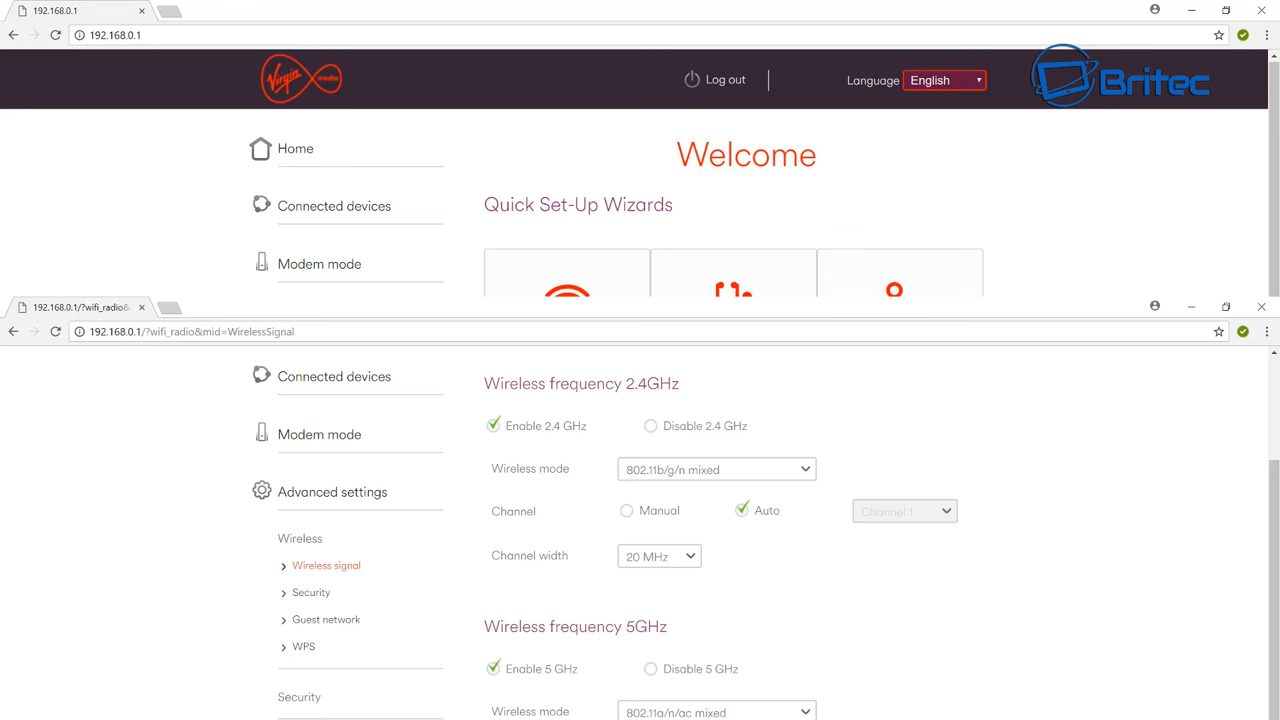 192.168.0.1
192.168.0.1
Virgin media
Log out
Language
English
Britec
Home
Welcome
Connected devices
Quick Set-Up Wizards
Modem mode
192.168.0.1/?wifi_radio&
192.168.0.1/?wifi_radio&mid=WirelessSignal
Connected devices
Wireless frequency 2.4GHz
Enable 2.4 GHz
Disable 2.4 GHz
Modem mode
Wireless mode
802.11b/g/n mixed
Advanced settings
Channel
Manual
Auto
Channel 1
Wireless
Channel width
20 MHz
Wireless signal
Security
Guest network
Wireless frequency 5GHz
WPS
Enable 5 GHz
Disable 5 GHz
Security
Wireless mode
802.11a/n/ac mixed